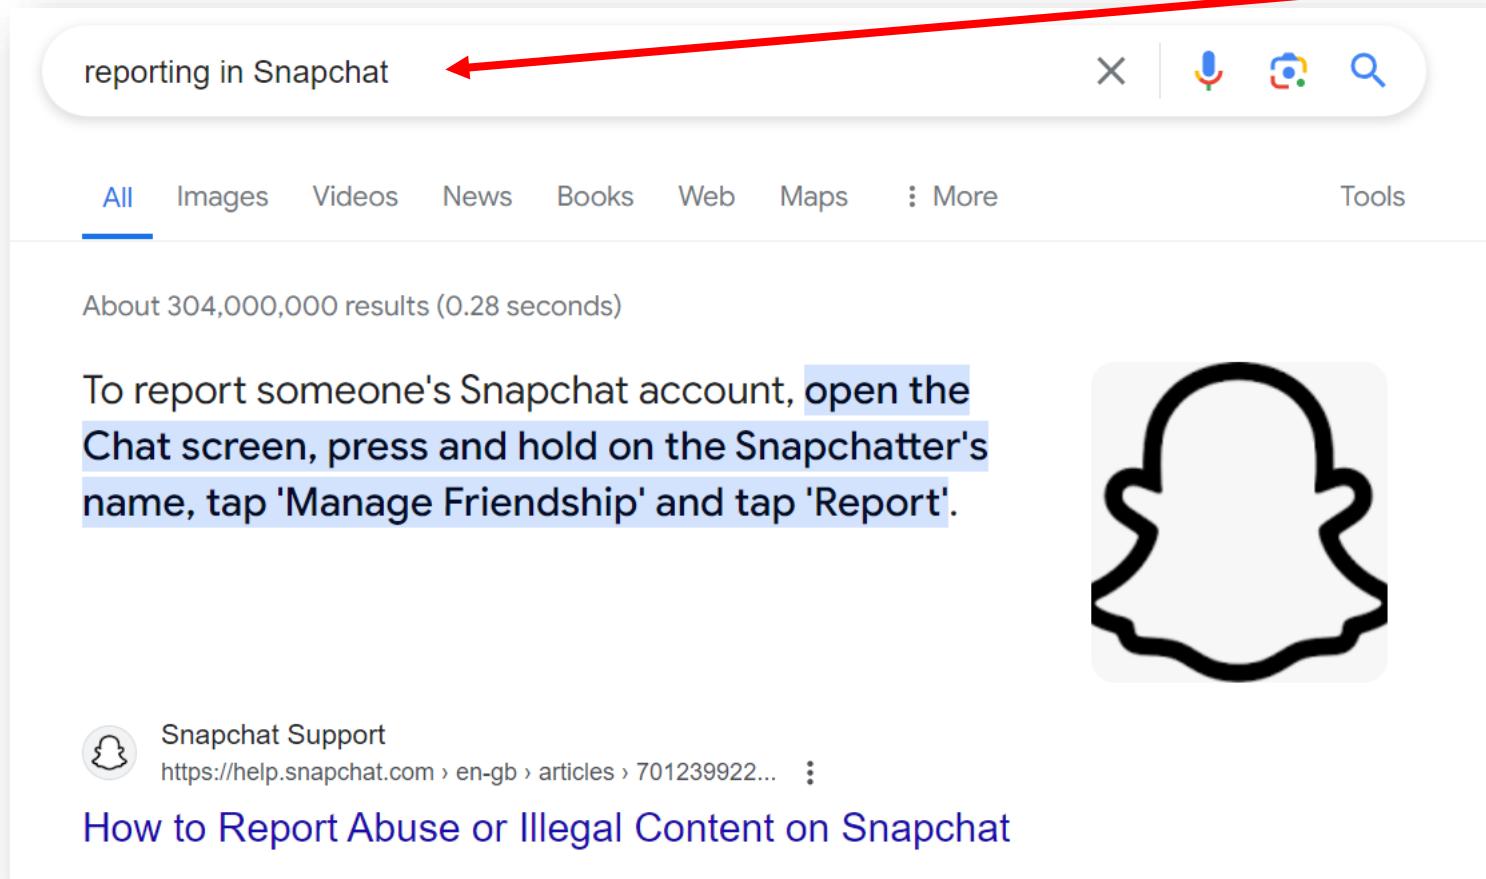 reporting in Snapchat
All Images Videos News Books Web Maps More Tools
About 304,000,000 results (0.28 seconds)
To report someone's Snapchat account, open the
Chat screen, press and hold on the Snapchatter's
name, tap 'Manage Friendship' and tap 'Report'.
Snapchat Support
https://help.snapchat.com › en-gb › articles › 701239922...
How to Report Abuse or Illegal Content on Snapchat